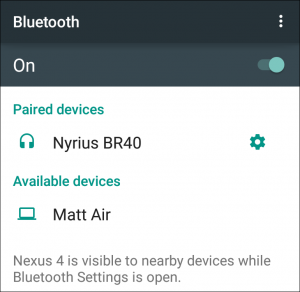 Bluetooth
On
Paired devices
Nyrius BR40
Available devices
Matt Air
Nexus 4 is visible to nearby devices while
Bluetooth Settings is open.